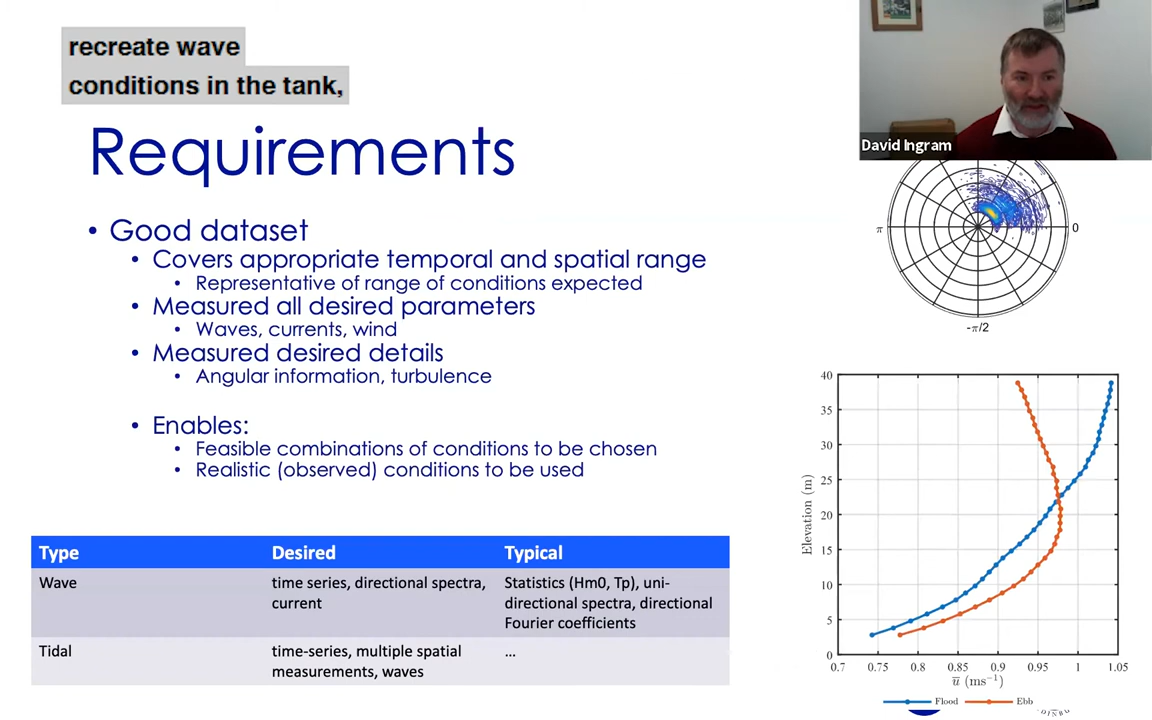 recreate wave
conditions in the tank,
David Ingram
Requirements
• Good dataset
• Covers appropriate temporal and spatial range
• Representative of range of conditions expected
• Measured all desired parameters
• Waves, currents, wind
• Measured desired details
• Angular information, turbulence
• Enables:
• Feasible combinations of conditions to be chosen
• Realistic (observed) conditions to be used
π
0
-π/2
Type Desired Typical
Wave time series, directional spectra, Statistics (Hm0, Tp), uni-
current directional spectra, directional
Fourier coefficients
Tidal time-series, multiple spatial ...
measurements, waves
40
35
30
25
20
15
10
5
0
Elevation (m)
0.7 0.75 0.8 0.85 0.9 0.95 1 1.05
u̅ (ms⁻¹)
Flood Ebb